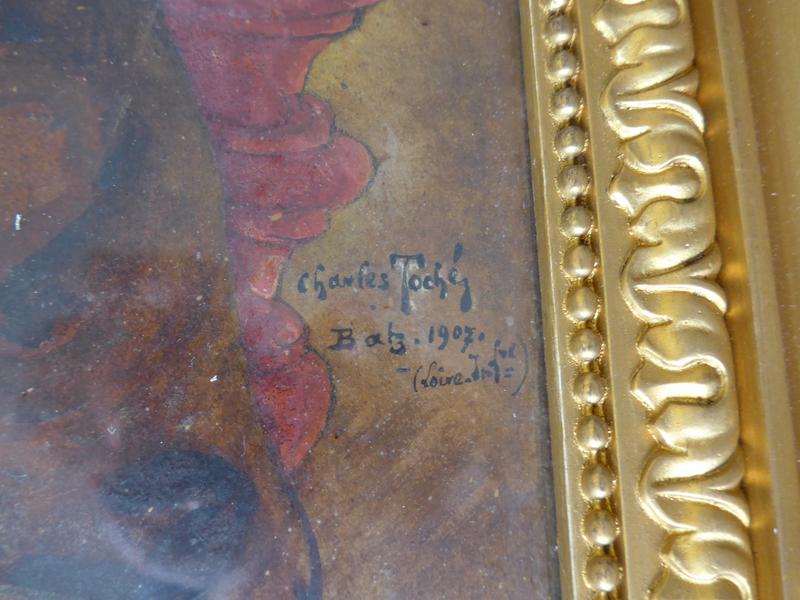 Charles Toché
Batz. 1907.
(Loire-Infre)